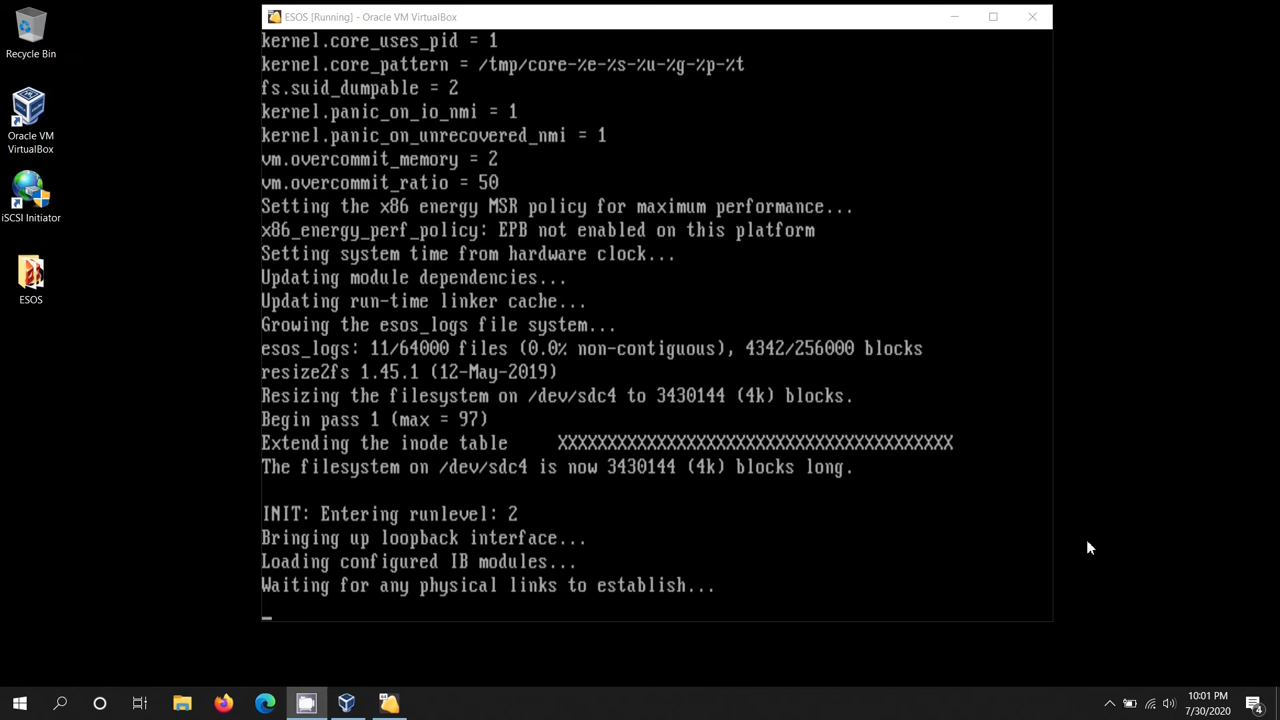 Recycle Bin
Oracle VM
VirtualBox
iSCSI Initiator
ESOS
ESOS [Running] - Oracle VM VirtualBox
kernel.core_uses_pid = 1
kernel.core_pattern = /tmp/core-%e-%s-%u-%g-%p-%t
fs.suid_dumpable = 2
kernel.panic_on_io_nmi = 1
kernel.panic_on_unrecovered_nmi = 1
vm.overcommit_memory = 2
vm.overcommit_ratio = 50
Setting the x86 energy MSR policy for maximum performance...
x86_energy_perf_policy: EPB not enabled on this platform
Setting system time from hardware clock...
Updating module dependencies...
Updating run-time linker cache...
Growing the esos_logs file system...
esos_logs: 11/64000 files (0.0% non-contiguous), 4342/256000 blocks
resize2fs 1.45.1 (12-May-2019)
Resizing the filesystem on /dev/sdc4 to 3430144 (4k) blocks.
Begin pass 1 (max = 97)
Extending the inode table     XXXXXXXXXXXXXXXXXXXXXXXXXXXXXXXXXXXXXXXX
The filesystem on /dev/sdc4 is now 3430144 (4k) blocks long.
INIT: Entering runlevel: 2
Bringing up loopback interface...
Loading configured IB modules...
Waiting for any physical links to establish...
10:01 PM
7/30/2020
4